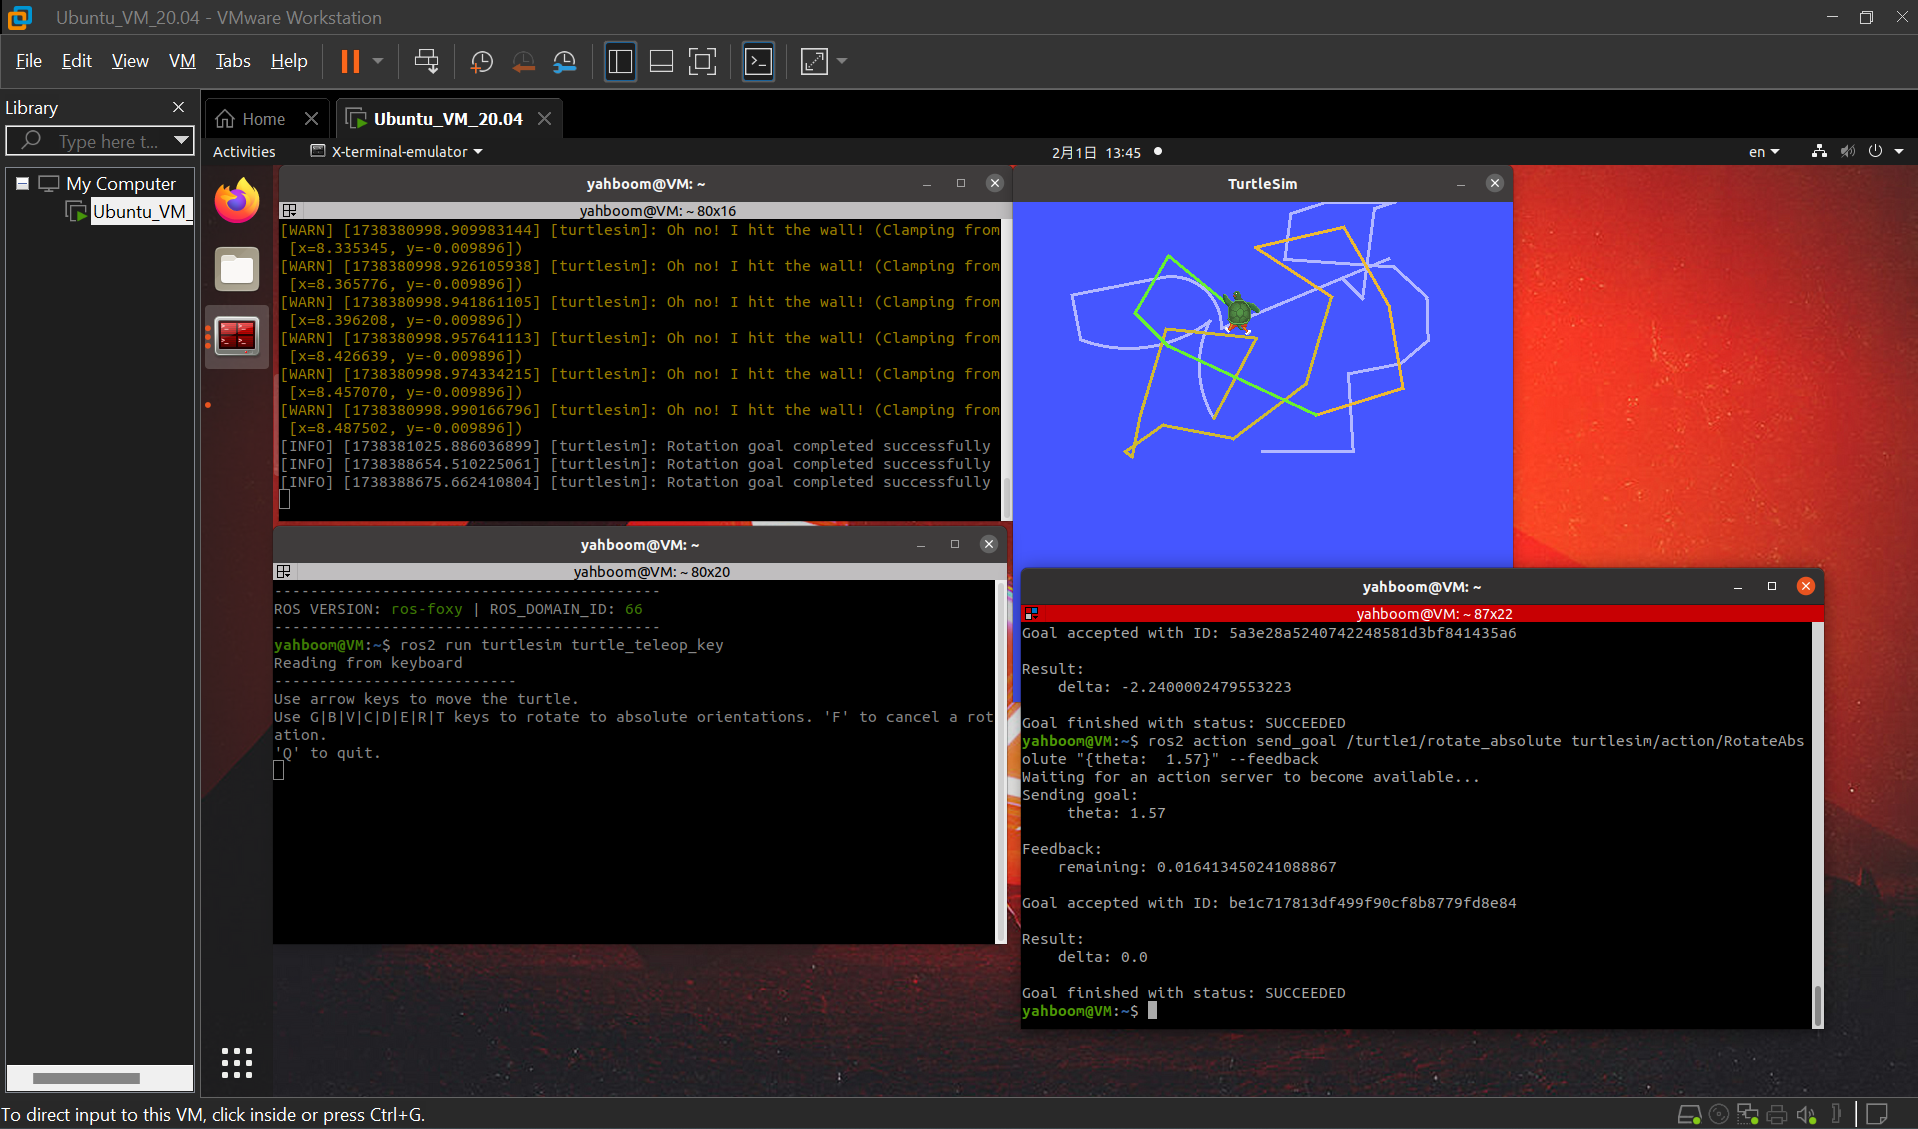 Ubuntu_VM_20.04 - VMware Workstation
File Edit View VM Tabs Help
Library
Type here t...
My Computer
Ubuntu_VM_
Home
Ubuntu_VM_20.04
Activities
X-terminal-emulator
2月1日 13:45
en
yahboom@VM: ~
yahboom@VM: ~ 80x16
[WARN] [1738380998.909983144] [turtlesim]: Oh no! I hit the wall! (Clamping from
[x=8.335345, y=-0.009896])
[WARN] [1738380998.926105938] [turtlesim]: Oh no! I hit the wall! (Clamping from
[x=8.365776, y=-0.009896])
[WARN] [1738380998.941861105] [turtlesim]: Oh no! I hit the wall! (Clamping from
[x=8.396208, y=-0.009896])
[WARN] [1738380998.957641113] [turtlesim]: Oh no! I hit the wall! (Clamping from
[x=8.426639, y=-0.009896])
[WARN] [1738380998.974334215] [turtlesim]: Oh no! I hit the wall! (Clamping from
[x=8.457070, y=-0.009896])
[WARN] [1738380998.990166796] [turtlesim]: Oh no! I hit the wall! (Clamping from
[x=8.487502, y=-0.009896])
[INFO] [1738381025.886036899] [turtlesim]: Rotation goal completed successfully
[INFO] [1738388654.510225061] [turtlesim]: Rotation goal completed successfully
[INFO] [1738388675.662410804] [turtlesim]: Rotation goal completed successfully
TurtleSim
yahboom@VM: ~
yahboom@VM: ~ 80x20
-------------------------------------------
ROS VERSION: ros-foxy | ROS_DOMAIN_ID: 66
-------------------------------------------
yahboom@VM:~$ ros2 run turtlesim turtle_teleop_key
Reading from keyboard
---------------------------
Use arrow keys to move the turtle.
Use G|B|V|C|D|E|R|T keys to rotate to absolute orientations. 'F' to cancel a rot
ation.
'Q' to quit.
yahboom@VM: ~
yahboom@VM: ~ 87x22
Goal accepted with ID: 5a3e28a5240742248581d3bf841435a6
Result:
delta: -2.2400002479553223
Goal finished with status: SUCCEEDED
yahboom@VM:~$ ros2 action send_goal /turtle1/rotate_absolute turtlesim/action/RotateAbs
olute "{theta:  1.57}" --feedback
Waiting for an action server to become available...
Sending goal:
theta: 1.57
Feedback:
remaining: 0.016413450241088867
Goal accepted with ID: be1c717813df499f90cf8b8779fd8e84
Result:
delta: 0.0
Goal finished with status: SUCCEEDED
yahboom@VM:~$
To direct input to this VM, click inside or press Ctrl+G.